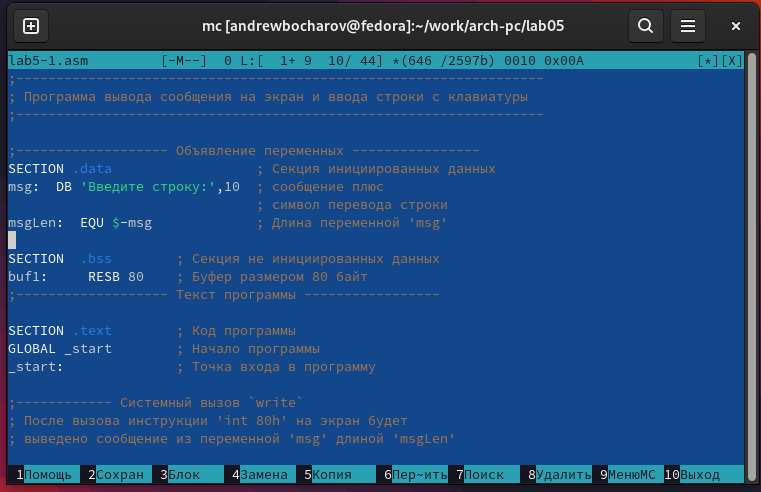 mc [andrewbocharov@fedora]:~/work/arch-pc/lab05
lab5-1.asm [-M--] 0 L:[ 1+ 9 10/ 44] *(646 /2597b) 0010 0x00A [*][X]
;------------------------------------------------------------------
; Программа вывода сообщения на экран и ввода строки с клавиатуры
;------------------------------------------------------------------
;------------------- Объявление переменных ----------------
SECTION .data ; Секция инициированных данных
msg: DB 'Введите строку:',10 ; сообщение плюс
; символ перевода строки
msgLen: EQU $-msg ; Длина переменной 'msg'
SECTION .bss ; Секция не инициированных данных
buf1: RESB 80 ; Буфер размером 80 байт
;------------------- Текст программы -----------------
SECTION .text ; Код программы
GLOBAL _start ; Начало программы
_start: ; Точка входа в программу
;------------ Системный вызов `write`
; После вызова инструкции 'int 80h' на экран будет
; выведено сообщение из переменной 'msg' длиной 'msgLen'
1Помощь 2Сохран 3Блок 4Замена 5Копия 6Пер~ить 7Поиск 8Удалить 9МенюMC 10Выход